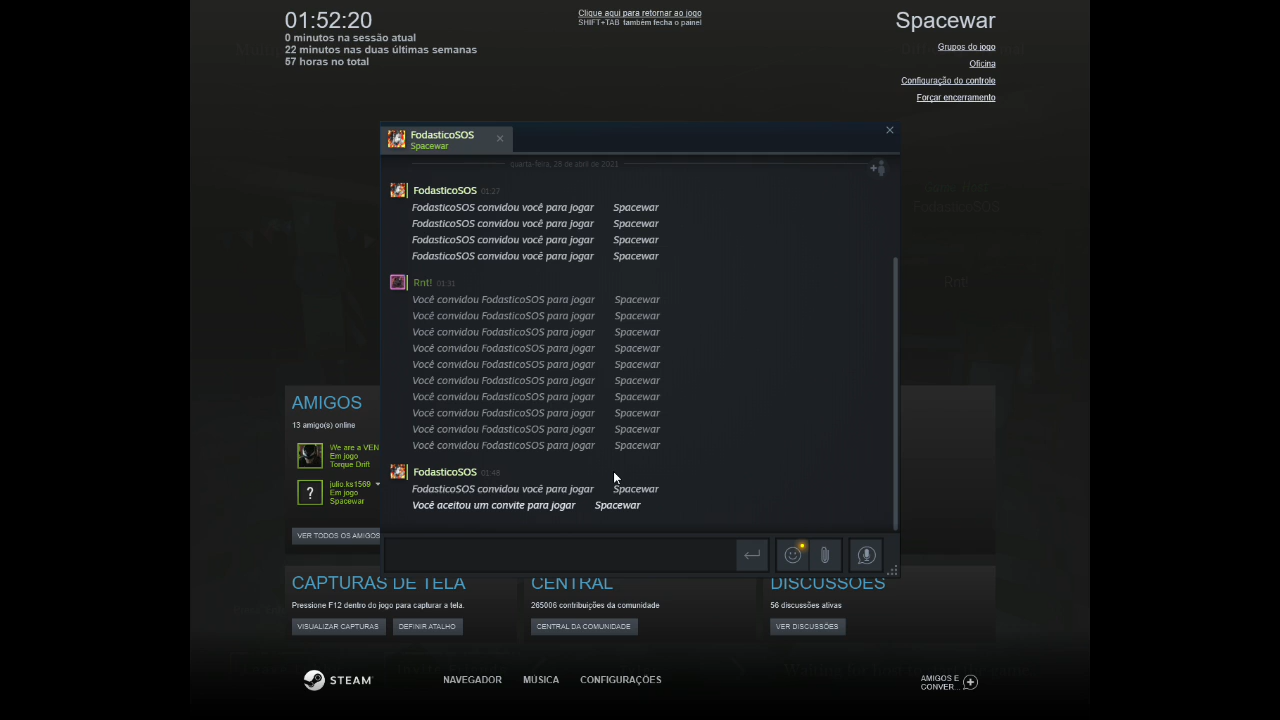 01:52:20
0 minutos na sessão atual
22 minutos nas duas últimas semanas
57 horas no total
Clique aqui para retornar ao jogo
SHIFT+TAB também fecha o painel
Spacewar
Grupos do jogo
Oficina
Configuração do controle
Forçar encerramento
FodasticoSOS
Spacewar
quarta-feira, 28 de abril de 2021
FodasticoSOS 01:27
FodasticoSOS convidou você para jogar Spacewar
FodasticoSOS convidou você para jogar Spacewar
FodasticoSOS convidou você para jogar Spacewar
FodasticoSOS convidou você para jogar Spacewar
Rnt! 01:31
Você convidou FodasticoSOS para jogar Spacewar
Você convidou FodasticoSOS para jogar Spacewar
Você convidou FodasticoSOS para jogar Spacewar
Você convidou FodasticoSOS para jogar Spacewar
Você convidou FodasticoSOS para jogar Spacewar
Você convidou FodasticoSOS para jogar Spacewar
Você convidou FodasticoSOS para jogar Spacewar
Você convidou FodasticoSOS para jogar Spacewar
Você convidou FodasticoSOS para jogar Spacewar
Você convidou FodasticoSOS para jogar Spacewar
FodasticoSOS 01:48
FodasticoSOS convidou você para jogar Spacewar
Você aceitou um convite para jogar Spacewar
Game Host
FodasticoSOS
Rnt!
AMIGOS
13 amigo(s) online
We are a VEN
Em jogo
Torque Drift
julio.ks1569
Em jogo
Spacewar
VER TODOS OS AMIGOS
CAPTURAS DE TELA
Pressione F12 dentro do jogo para capturar a tela.
VISUALIZAR CAPTURAS
DEFINIR ATALHO
CENTRAL
265006 contribuições da comunidade
CENTRAL DA COMUNIDADE
DISCUSSÕES
56 discussões ativas
VER DISCUSSÕES
STEAM
NAVEGADOR
MÚSICA
CONFIGURAÇÕES
AMIGOS E
CONVER...